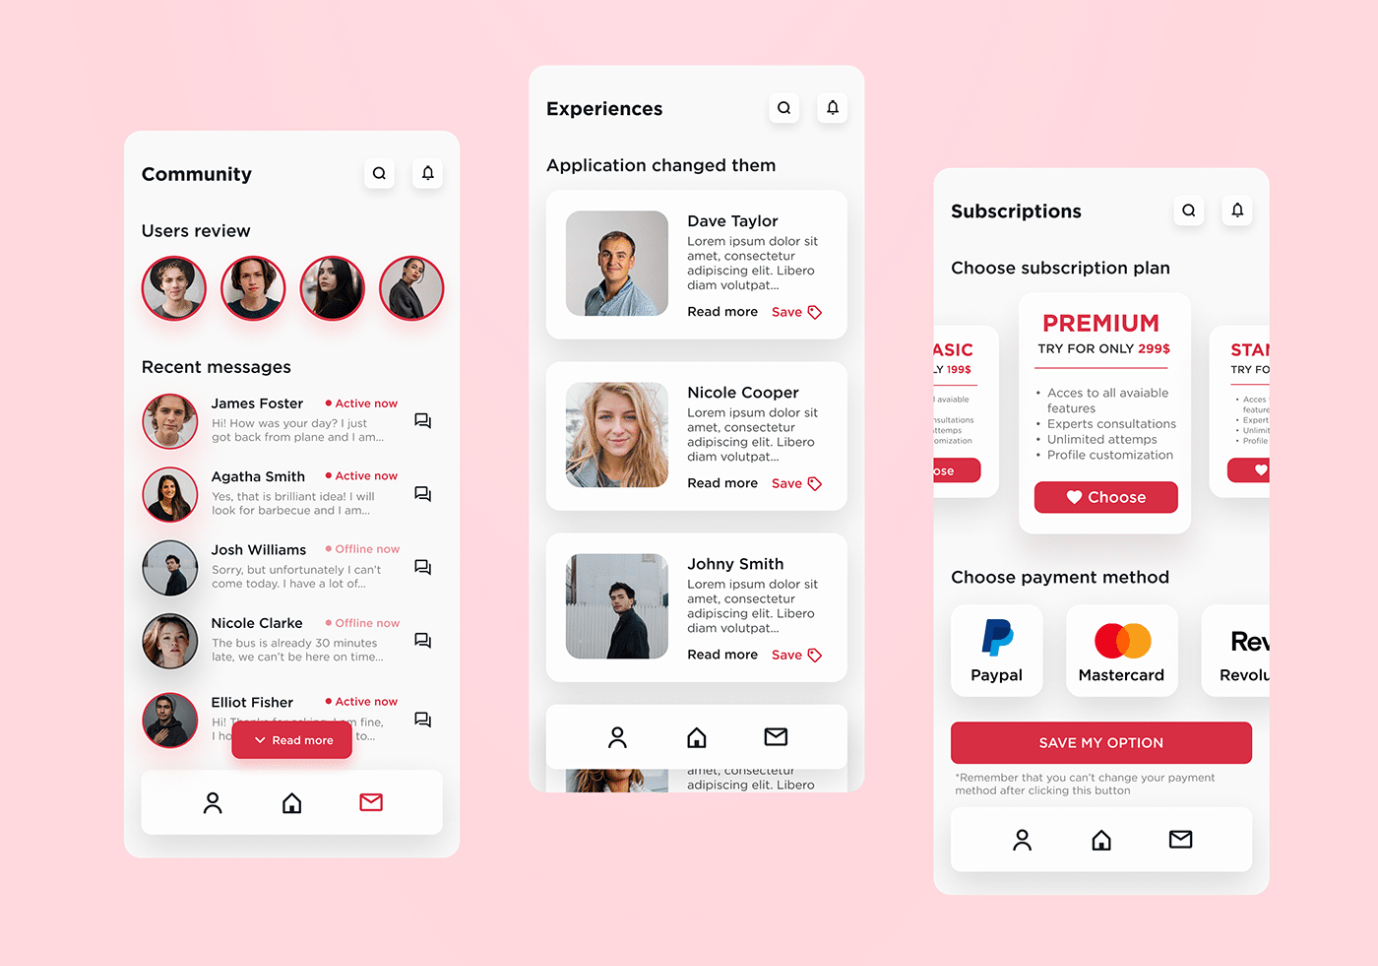 Community
Users review
Recent messages
James Foster
Active now
Hi! How was your day? I just
got back from plane and I am...
Agatha Smith
Active now
Yes, that is brilliant idea! I will
look for barbecue and I am...
Josh Williams
Offline now
Sorry, but unfortunately I can't
come today. I have a lot of...
Nicole Clarke
Offline now
The bus is already 30 minutes
late, we can't be here on time...
Elliot Fisher
Active now
Hi! Thanks for asking, I am fine,
I ho
to...
Read more
Experiences
Application changed them
Dave Taylor
Lorem ipsum dolor sit
amet, consectetur
adipiscing elit. Libero
diam volutpat...
Read more Save
Nicole Cooper
Lorem ipsum dolor sit
amet, consectetur
adipiscing elit. Libero
diam volutpat...
Read more Save
Johny Smith
Lorem ipsum dolor sit
amet, consectetur
adipiscing elit. Libero
diam volutpat...
Read more Save
amet, consectetur
adipiscing elit. Libero
Subscriptions
Choose subscription plan
ASIC
LY 199$
avaiable
nsultations
ttemps
omization
ose
PREMIUM
TRY FOR ONLY 299$
• Acces to all avaiable
features
• Experts consultations
• Unlimited attemps
• Profile customization
Choose
STAN
TRY FO
• Acces
feature
• Expert
• Unlimit
• Profile
Choose payment method
Paypal
Mastercard
Rev
Revolu
SAVE MY OPTION
*Remember that you can't change your payment
method after clicking this button